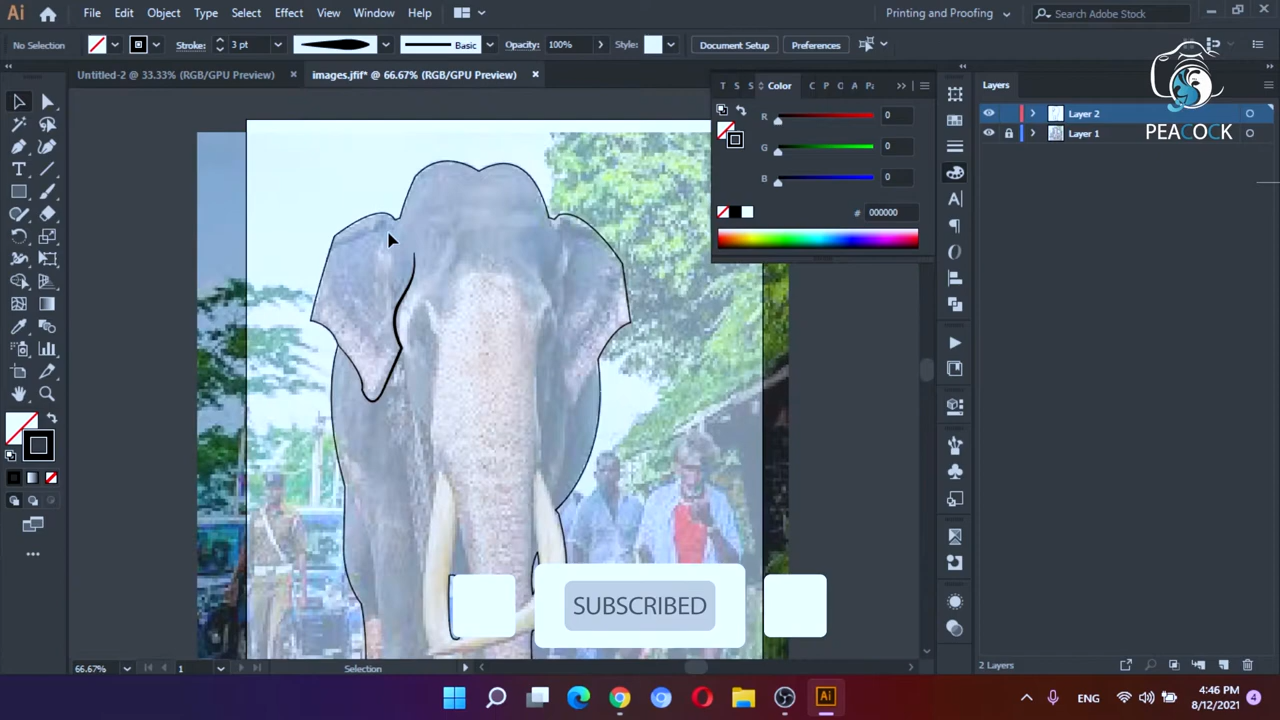 Ai
File Edit Object Type Select Effect View Window Help
Printing and Proofing
Search Adobe Stock
No Selection
Stroke: 3 pt
Basic
Opacity: 100%
Style:
Document Setup
Preferences
Untitled-2 @ 33.33% (RGB/GPU Preview)
images.jfif* @ 66.67% (RGB/GPU Preview)
T S S Color C P O A
Layers
R 0
G 0
B 0
# 000000
Layer 2
Layer 1
PEACOCK
SUBSCRIBED
66.67% 1 Selection
2 Layers
Ai
ENG
4:46 PM
8/12/2021
4